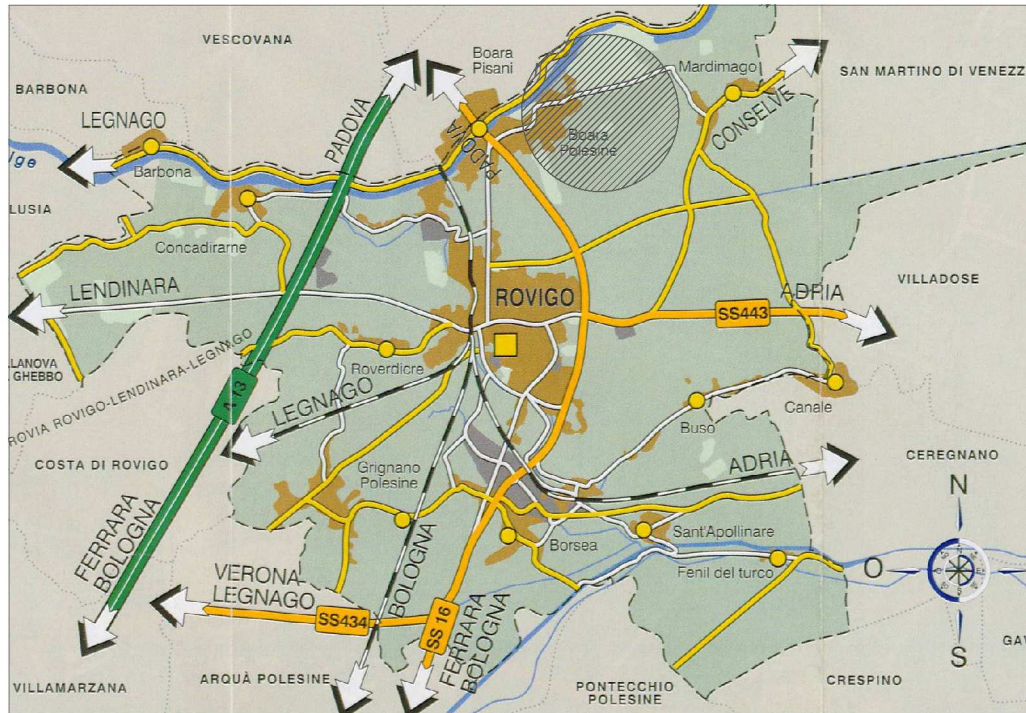 VESCOVANA
Boara
Pisani
Mardimago
SAN MARTINO DI VENEZZ
BARBONA
LEGNAGO
PADOVA
PADOVA
CONSELVE
Boara
Polesine
ige
Barbona
LUSIA
Concadirame
VILLADOSE
LENDINARA
ROVIGO
ADRIA
SS443
LANOVA
GHEBBO
Roverdicre
ROVIA ROVIGO-LENDINARA-LEGNAGO
LEGNAGO
Canale
Buso
COSTA DI ROVIGO
Grignano
Polesine
ADRIA
CEREGNANO
N
FERRARA
BOLOGNA
BOLOGNA
Borsea
Sant'Apollinare
Fenil del turco
O
VERONA-
LEGNAGO
SS434
SS 16
FERRARA
BOLOGNA
S
GAV
VILLAMARZANA
ARQUÀ POLESINE
PONTECCHIO
POLESINE
CRESPINO